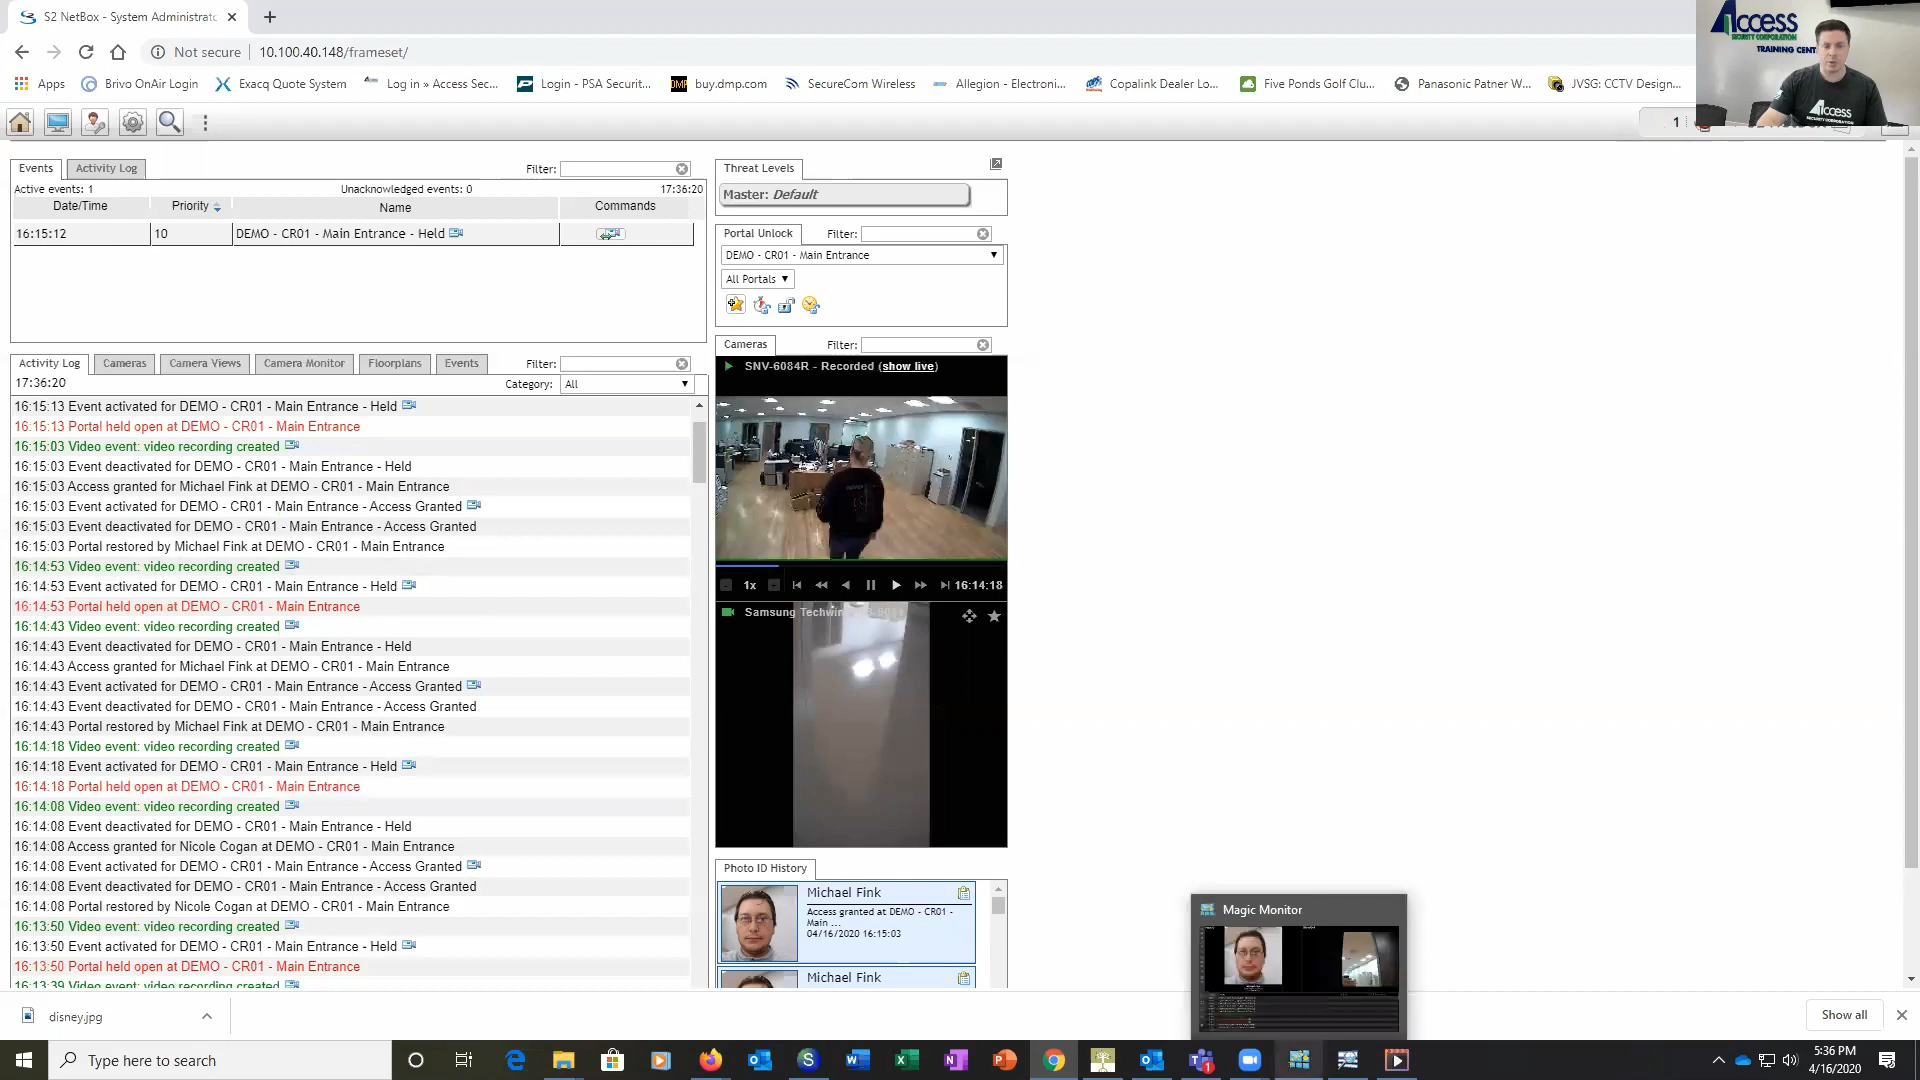 S2 NetBox - System Administrato
Not secure
10.100.40.148/frameset/
Apps
Brivo OnAir Login
Exacq Quote System
Log in » Access Sec...
Login - PSA Securit...
buy.dmp.com
SecureCom Wireless
Allegion - Electroni...
Copalink Dealer Lo...
Five Ponds Golf Clu...
Panasonic Patner W...
JVSG: CCTV Design...
Access
SECURITY CORPORATION
TRAINING CENT
Access
SECURITY CORPORATION
1
Events
Activity Log
Filter:
Active events: 1
Unacknowledged events: 0
17:36:20
Date/Time
Priority
Name
Commands
16:15:12
10
DEMO - CR01 - Main Entrance - Held
Activity Log
Cameras
Camera Views
Camera Monitor
Floorplans
Events
Filter:
17:36:20
Category:
All
16:15:13 Event activated for DEMO - CR01 - Main Entrance - Held
16:15:13 Portal held open at DEMO - CR01 - Main Entrance
16:15:03 Video event: video recording created
16:15:03 Event deactivated for DEMO - CR01 - Main Entrance - Held
16:15:03 Access granted for Michael Fink at DEMO - CR01 - Main Entrance
16:15:03 Event activated for DEMO - CR01 - Main Entrance - Access Granted
16:15:03 Event deactivated for DEMO - CR01 - Main Entrance - Access Granted
16:15:03 Portal restored by Michael Fink at DEMO - CR01 - Main Entrance
16:14:53 Video event: video recording created
16:14:53 Event activated for DEMO - CR01 - Main Entrance - Held
16:14:53 Portal held open at DEMO - CR01 - Main Entrance
16:14:43 Video event: video recording created
16:14:43 Event deactivated for DEMO - CR01 - Main Entrance - Held
16:14:43 Access granted for Michael Fink at DEMO - CR01 - Main Entrance
16:14:43 Event activated for DEMO - CR01 - Main Entrance - Access Granted
16:14:43 Event deactivated for DEMO - CR01 - Main Entrance - Access Granted
16:14:43 Portal restored by Michael Fink at DEMO - CR01 - Main Entrance
16:14:18 Video event: video recording created
16:14:18 Event activated for DEMO - CR01 - Main Entrance - Held
16:14:18 Portal held open at DEMO - CR01 - Main Entrance
16:14:08 Video event: video recording created
16:14:08 Event deactivated for DEMO - CR01 - Main Entrance - Held
16:14:08 Access granted for Nicole Cogan at DEMO - CR01 - Main Entrance
16:14:08 Event activated for DEMO - CR01 - Main Entrance - Access Granted
16:14:08 Event deactivated for DEMO - CR01 - Main Entrance - Access Granted
16:14:08 Portal restored by Nicole Cogan at DEMO - CR01 - Main Entrance
16:13:50 Video event: video recording created
16:13:50 Event activated for DEMO - CR01 - Main Entrance - Held
16:13:50 Portal held open at DEMO - CR01 - Main Entrance
16:13:39 Video event: video recording created
Threat Levels
Master: Default
Portal Unlock
Filter:
DEMO - CR01 - Main Entrance
All Portals
Cameras
Filter:
SNV-6084R - Recorded (show live)
1x
16:14:18
Samsung Techwin
Photo ID History
Michael Fink
Access granted at DEMO - CR01 -
Main ...
04/16/2020 16:15:03
Michael Fink
Magic Monitor
disney.jpg
Show all
Type here to search
1
5:36 PM
4/16/2020